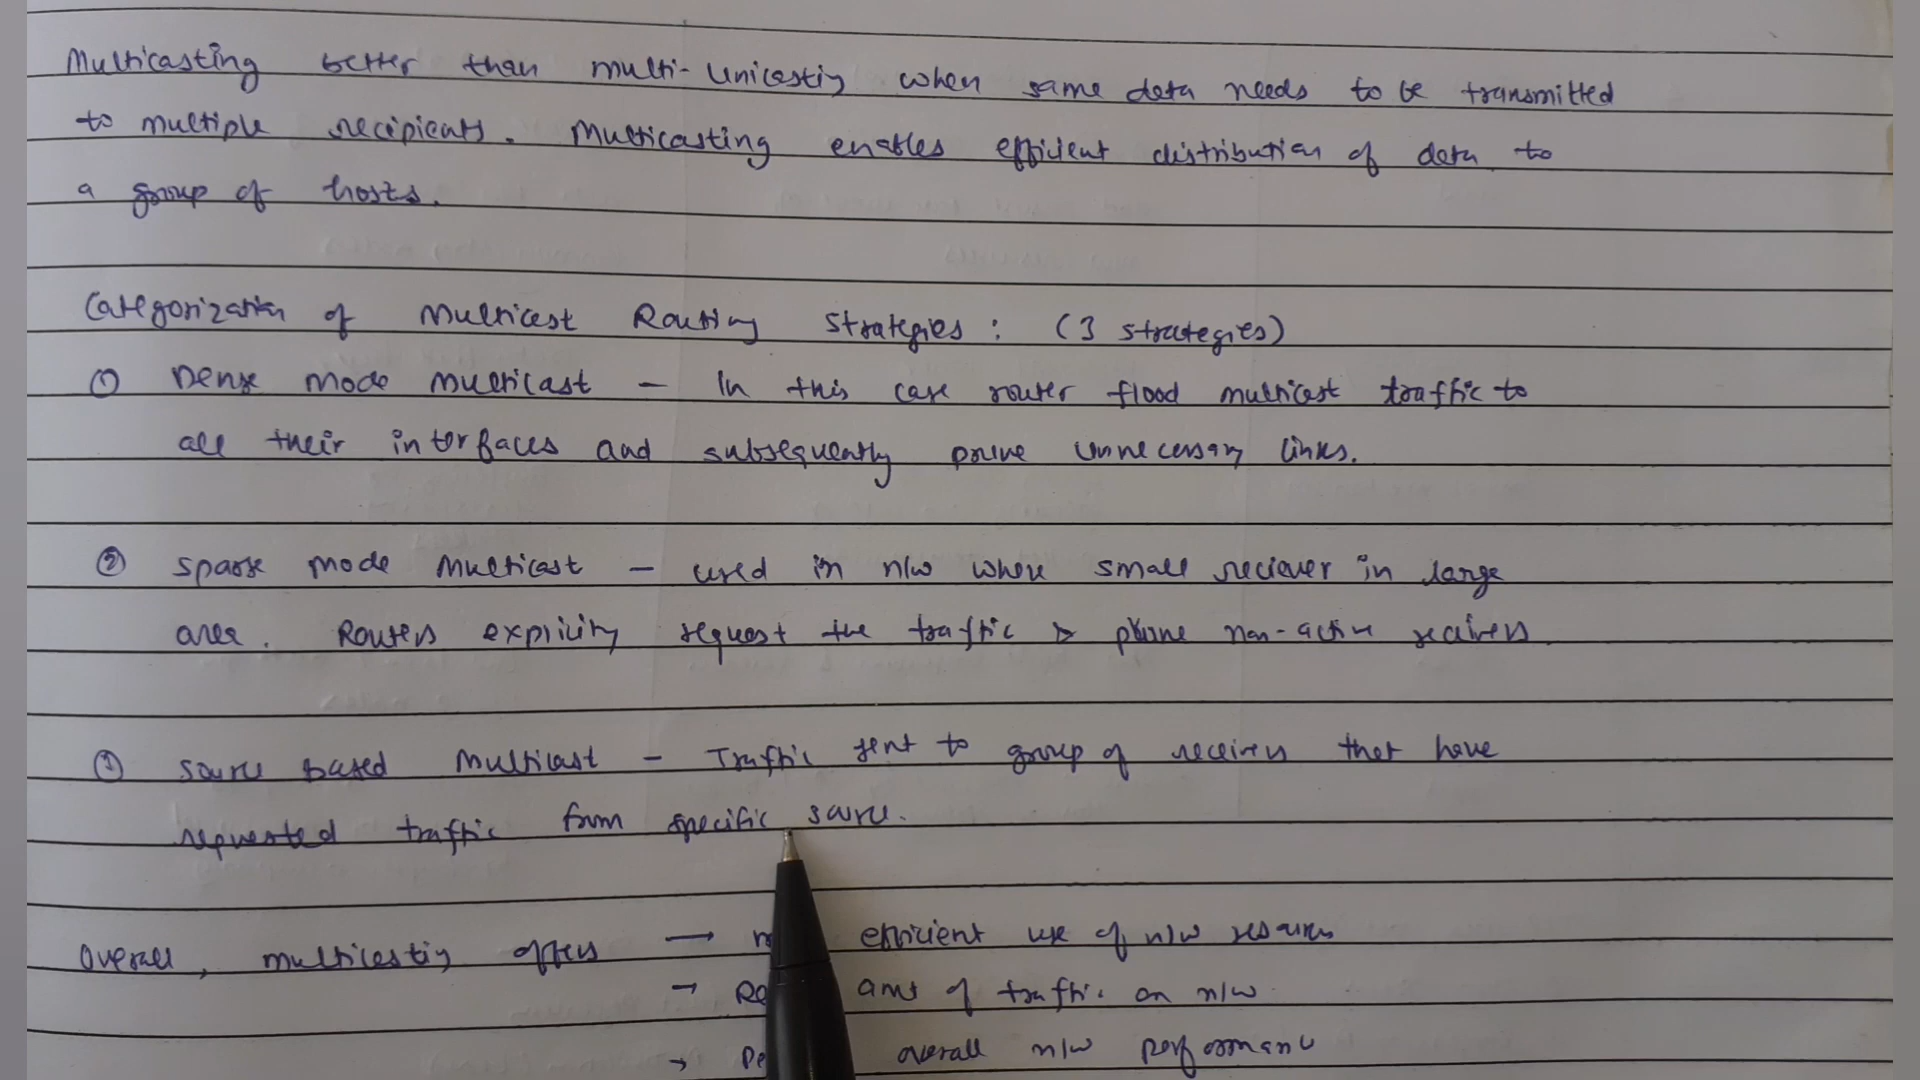 Multicasting better than multi-Unicasting when same data needs to be transmitted
to multiple recipients. Multicasting enables efficient distribution of data to
a group of hosts.
Categorization of Multicast Routing Strategies: (3 strategies)
① Dense mode multicast – In this case router flood multicast traffic to
all their interfaces and subsequently prune unnecessary links.
② Sparse mode Multicast – used in n/w where small reciever in large
area. Routers explicity request the traffic & prune non-active recivers.
③ source based Multicast – Traffic sent to group of receivers that have
requested traffic from specific source.
Overall, multicasting offers → efficient use of n/w resources
→ amt of traffic on n/w
→ overall n/w performance